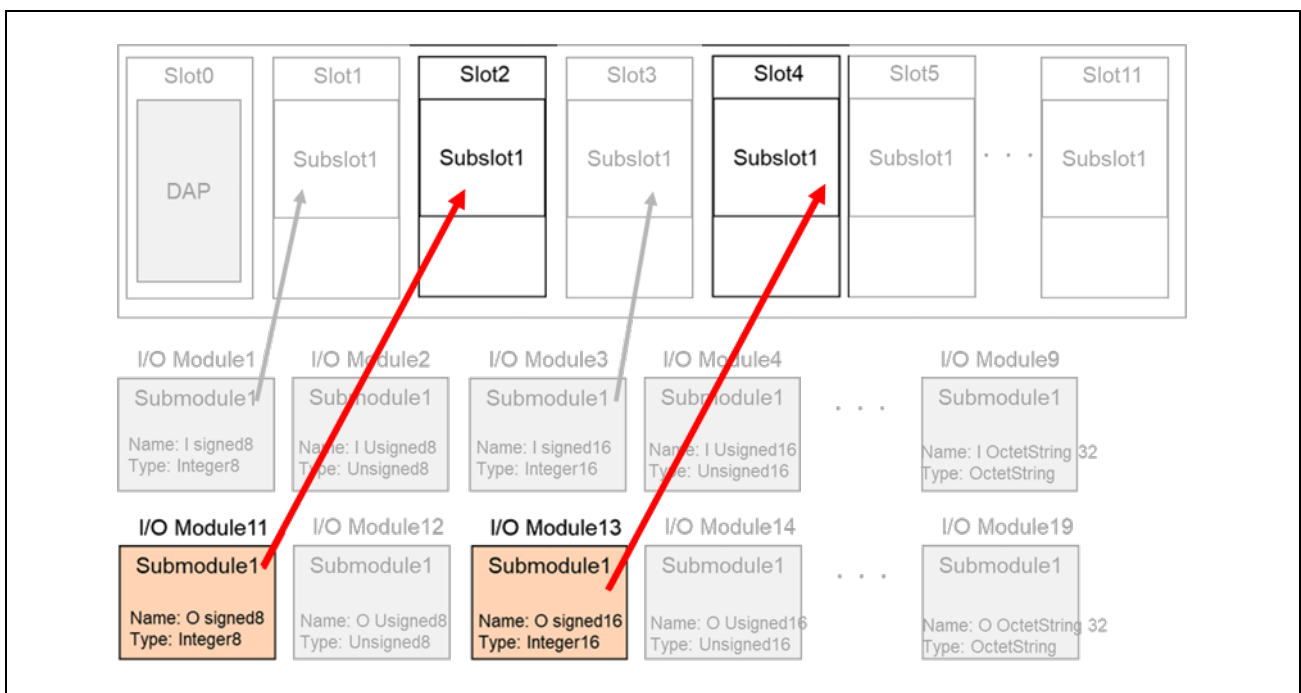 Slot0 Slot1 Slot2 Slot3 Slot4 Slot5 Slot11
DAP Subslot1 Subslot1 Subslot1 Subslot1 Subslot1 . . . Subslot1
I/O Module1 I/O Module2 I/O Module3 I/O Module4 I/O Module9
Submodule1 Submodule1 Submodule1 Submodule1 . . . Submodule1
Name: I signed8 Name: I Usigned8 Name: I signed16 Name: I Usigned16 Name: I OctetString 32
Type: Integer8 Type: Unsigned8 Type: Integer16 Type: Unsigned16 Type: OctetString
I/O Module11 I/O Module12 I/O Module13 I/O Module14 I/O Module19
Submodule1 Submodule1 Submodule1 Submodule1 . . . Submodule1
Name: O signed8 Name: O Usigned8 Name: O signed16 Name: O Usigned16 Name: O OctetString 32
Type: Integer8 Type: Unsigned8 Type: Integer16 Type: Unsigned16 Type: OctetString